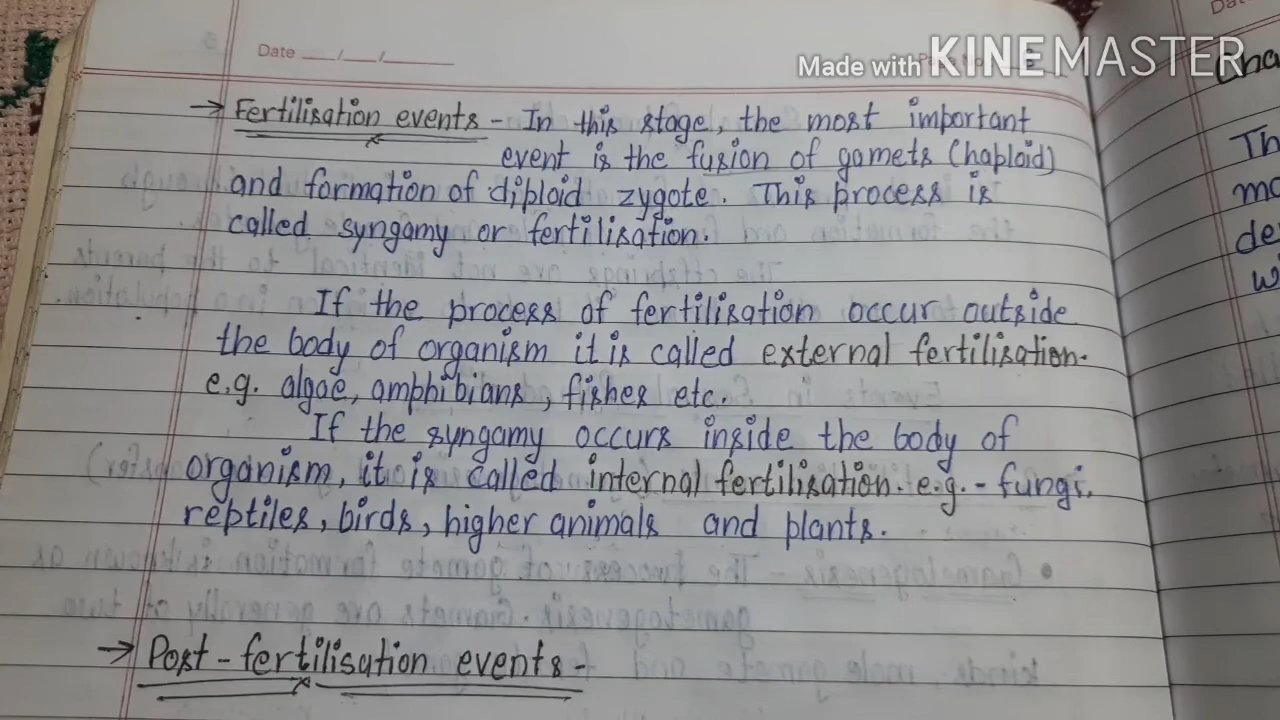 Date __/__/____
Made with KINEMASTER
→ Fertilisation events - In this stage, the most important
event is the fusion of gamets (haploid)
and formation of diploid zygote. This process is
called syngamy or fertilisation.
If the process of fertilisation occur outside
the body of organism it is called external fertilisation.
e.g. algae, amphibians, fishes etc.
If the syngamy occurs inside the body of
organism, it is called internal fertilisation. e.g. - fungi,
reptiles, birds, higher animals and plants.
→ Post-fertilisation events -